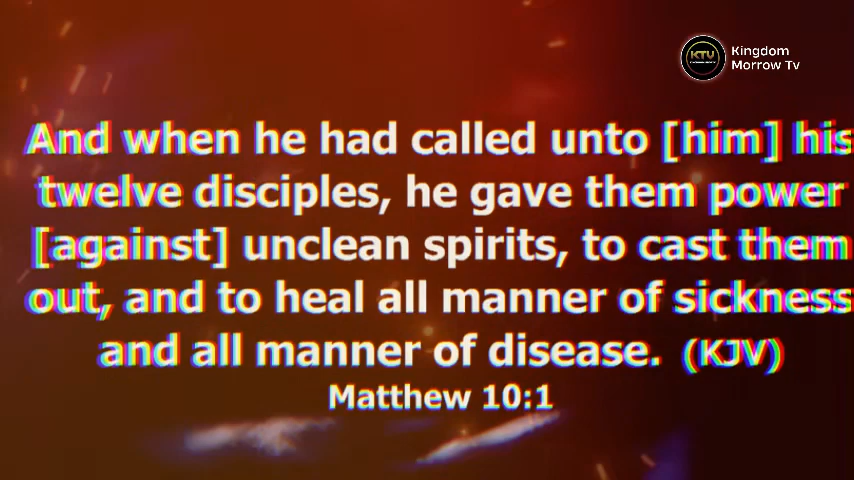 KTV
Kingdom
Morrow Tv
And when he had called unto [him] his
twelve disciples, he gave them power
[against] unclean spirits, to cast them
out, and to heal all manner of sickness
and all manner of disease. (KJV)
Matthew 10:1